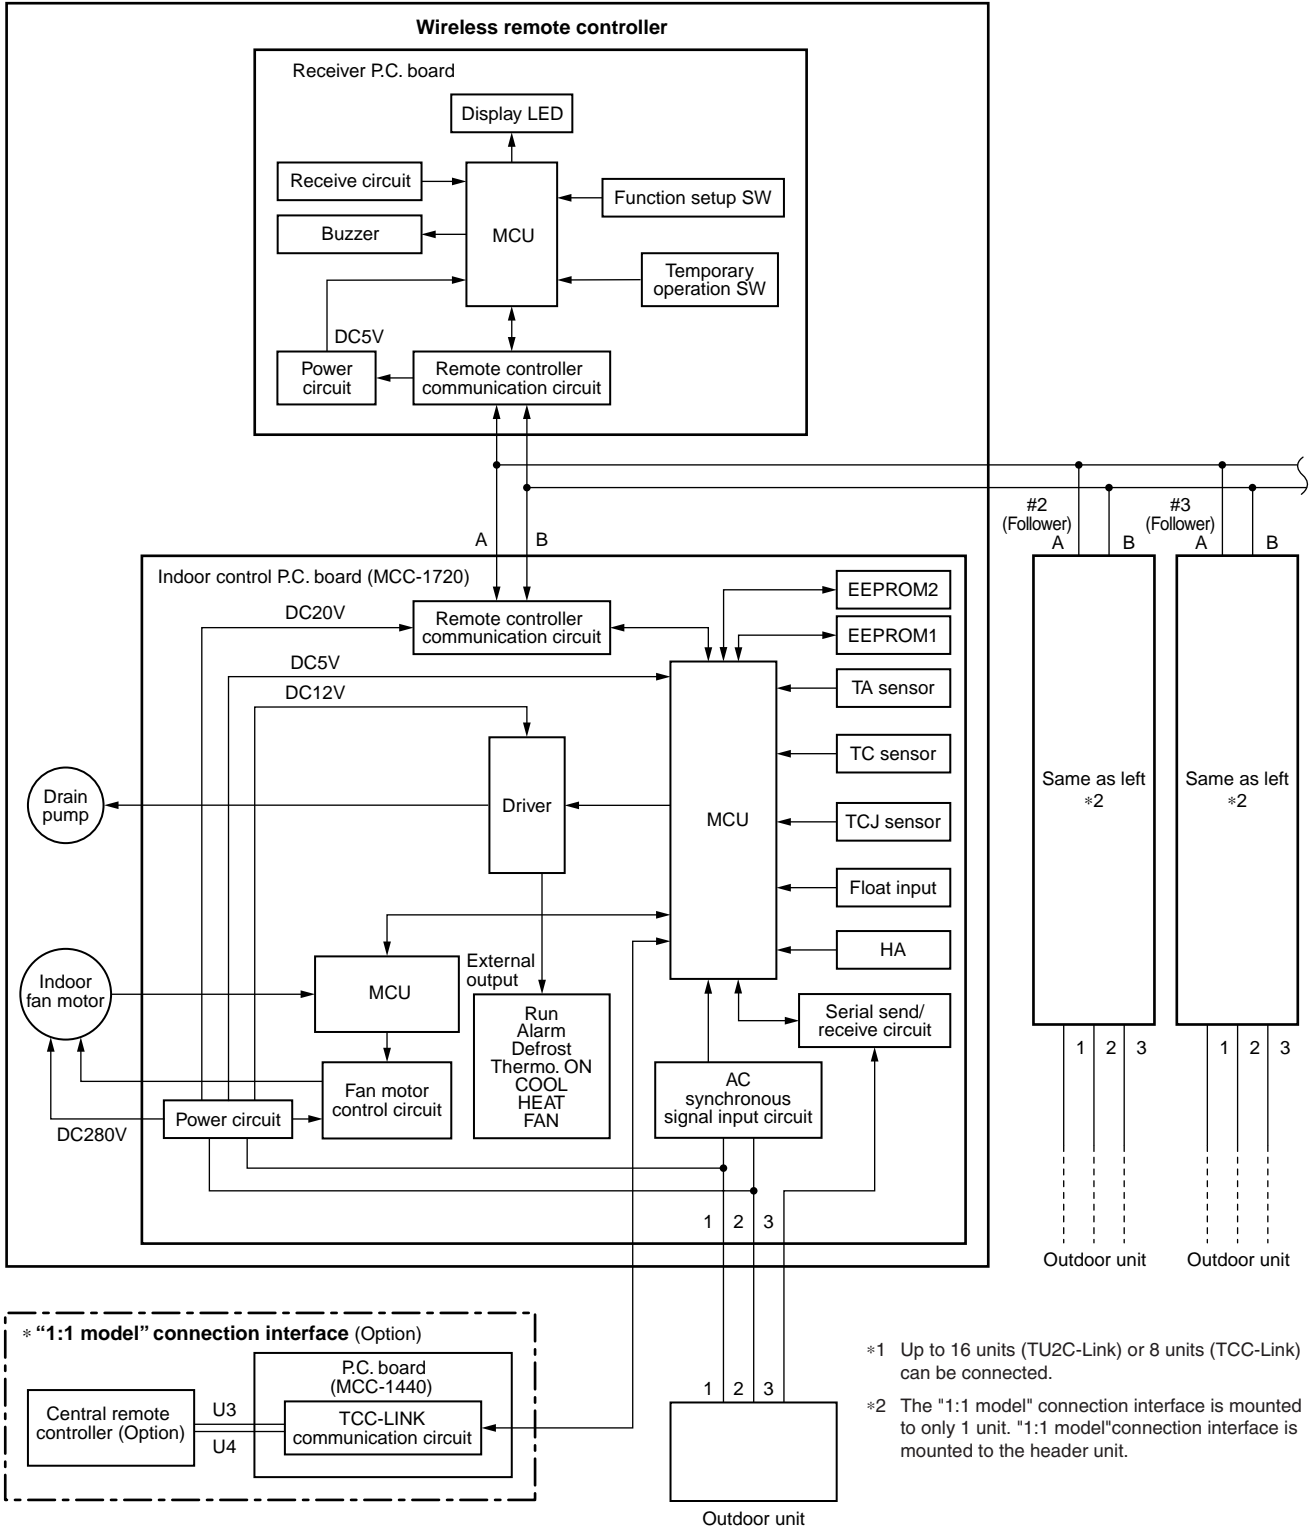 Wireless remote controller
Receiver P.C. board
Display LED
Receive circuit
Function setup SW
Buzzer
MCU
Temporary
operation SW
DC5V
Power
circuit
Remote controller
communication circuit
#2
(Follower)
A
B
#3
(Follower)
A
B
A
B
Indoor control P.C. board (MCC-1720)
DC20V
Remote controller
communication circuit
EEPROM2
EEPROM1
DC5V
DC12V
TA sensor
TC sensor
Drain
pump
Driver
MCU
TCJ sensor
Float input
HA
Same as left
*2
Same as left
*2
Indoor
fan motor
MCU
External
output
Run
Alarm
Defrost
Thermo. ON
COOL
HEAT
FAN
Serial send/
receive circuit
Fan motor
control circuit
AC
synchronous
signal input circuit
Power circuit
DC280V
1 2 3
1 2 3
1 2 3
Outdoor unit
Outdoor unit
* “1:1 model” connection interface (Option)
P.C. board
(MCC-1440)
Central remote
controller (Option)
U3
U4
TCC-LINK
communication circuit
1 2 3
Outdoor unit
*1 Up to 16 units (TU2C-Link) or 8 units (TCC-Link)
can be connected.
*2 The "1:1 model" connection interface is mounted
to only 1 unit. "1:1 model"connection interface is
mounted to the header unit.